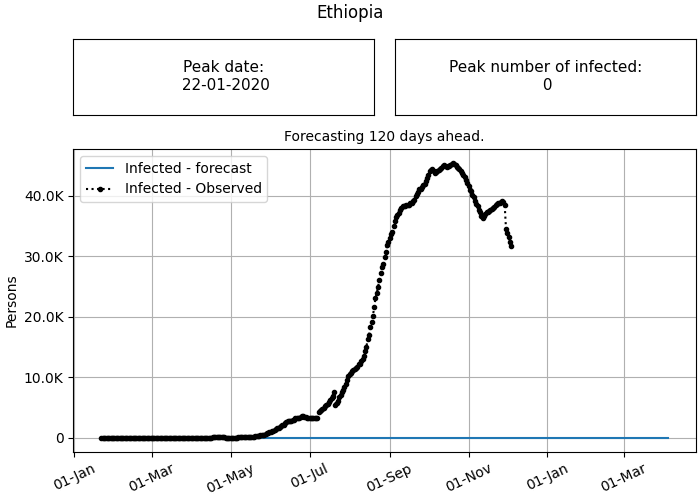 Ethiopia
Peak date:
22-01-2020
Peak number of infected:
0
Forecasting 120 days ahead.
Infected - forecast
Infected - Observed
Persons
40.0K
30.0K
20.0K
10.0K
0
01-Jan
01-Mar
01-May
01-Jul
01-Sep
01-Nov
01-Jan
01-Mar